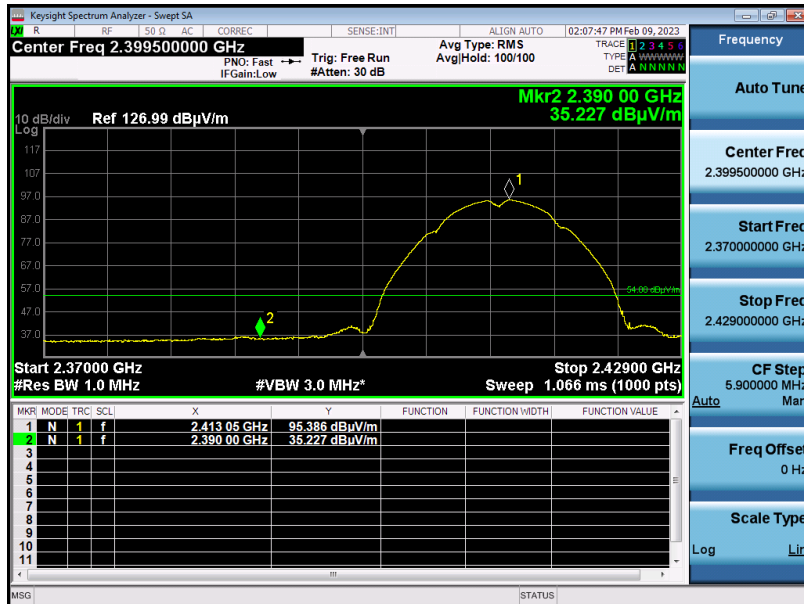 Keysight Spectrum Analyzer - Swept SA
R RF 50 Ω AC CORREC SENSE:INT ALIGN AUTO 02:07:47 PM Feb 09, 2023
Center Freq 2.399500000 GHz
PNO: Fast
IFGain:Low
Trig: Free Run
#Atten: 30 dB
Avg Type: RMS
Avg|Hold: 100/100
TRACE 1 2 3 4 5 6
TYPE A WWWWW
DET A N N N N N
Mkr2 2.390 00 GHz
35.227 dBµV/m
10 dB/div Ref 126.99 dBµV/m
Log
117
107
97.0
87.0
77.0
67.0
57.0
47.0
37.0
1
2
54.00 dBµV/m
Start 2.37000 GHz Stop 2.42900 GHz
#Res BW 1.0 MHz #VBW 3.0 MHz* Sweep 1.066 ms (1000 pts)
MKR MODE TRC SCL X Y FUNCTION FUNCTION WIDTH FUNCTION VALUE
1 N 1 f 2.413 05 GHz 95.386 dBµV/m
2 N 1 f 2.390 00 GHz 35.227 dBµV/m
3
4
5
6
7
8
9
10
11
MSG STATUS
Frequency
Auto Tune
Center Freq
2.399500000 GHz
Start Freq
2.370000000 GHz
Stop Freq
2.429000000 GHz
CF Step
5.900000 MHz
Auto Man
Freq Offset
0 Hz
Scale Type
Log Lin